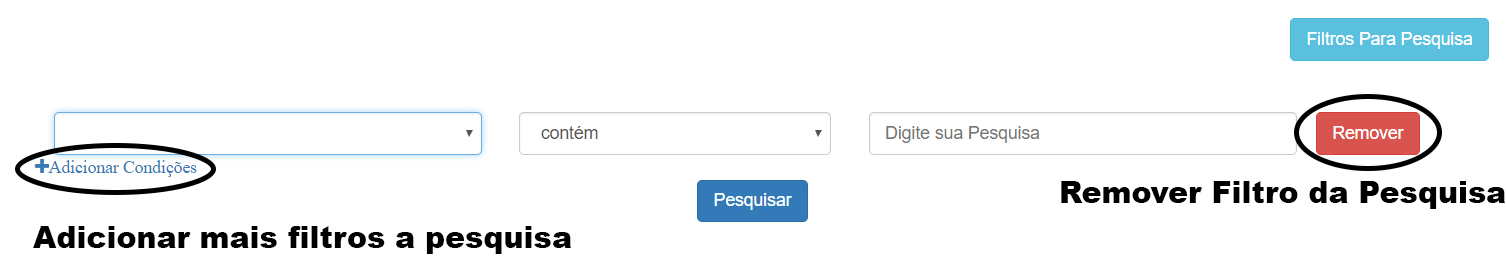 Filtros Para Pesquisa
contém
Digite sua Pesquisa
Remover
+Adicionar Condições
Pesquisar
Remover Filtro da Pesquisa
Adicionar mais filtros a pesquisa